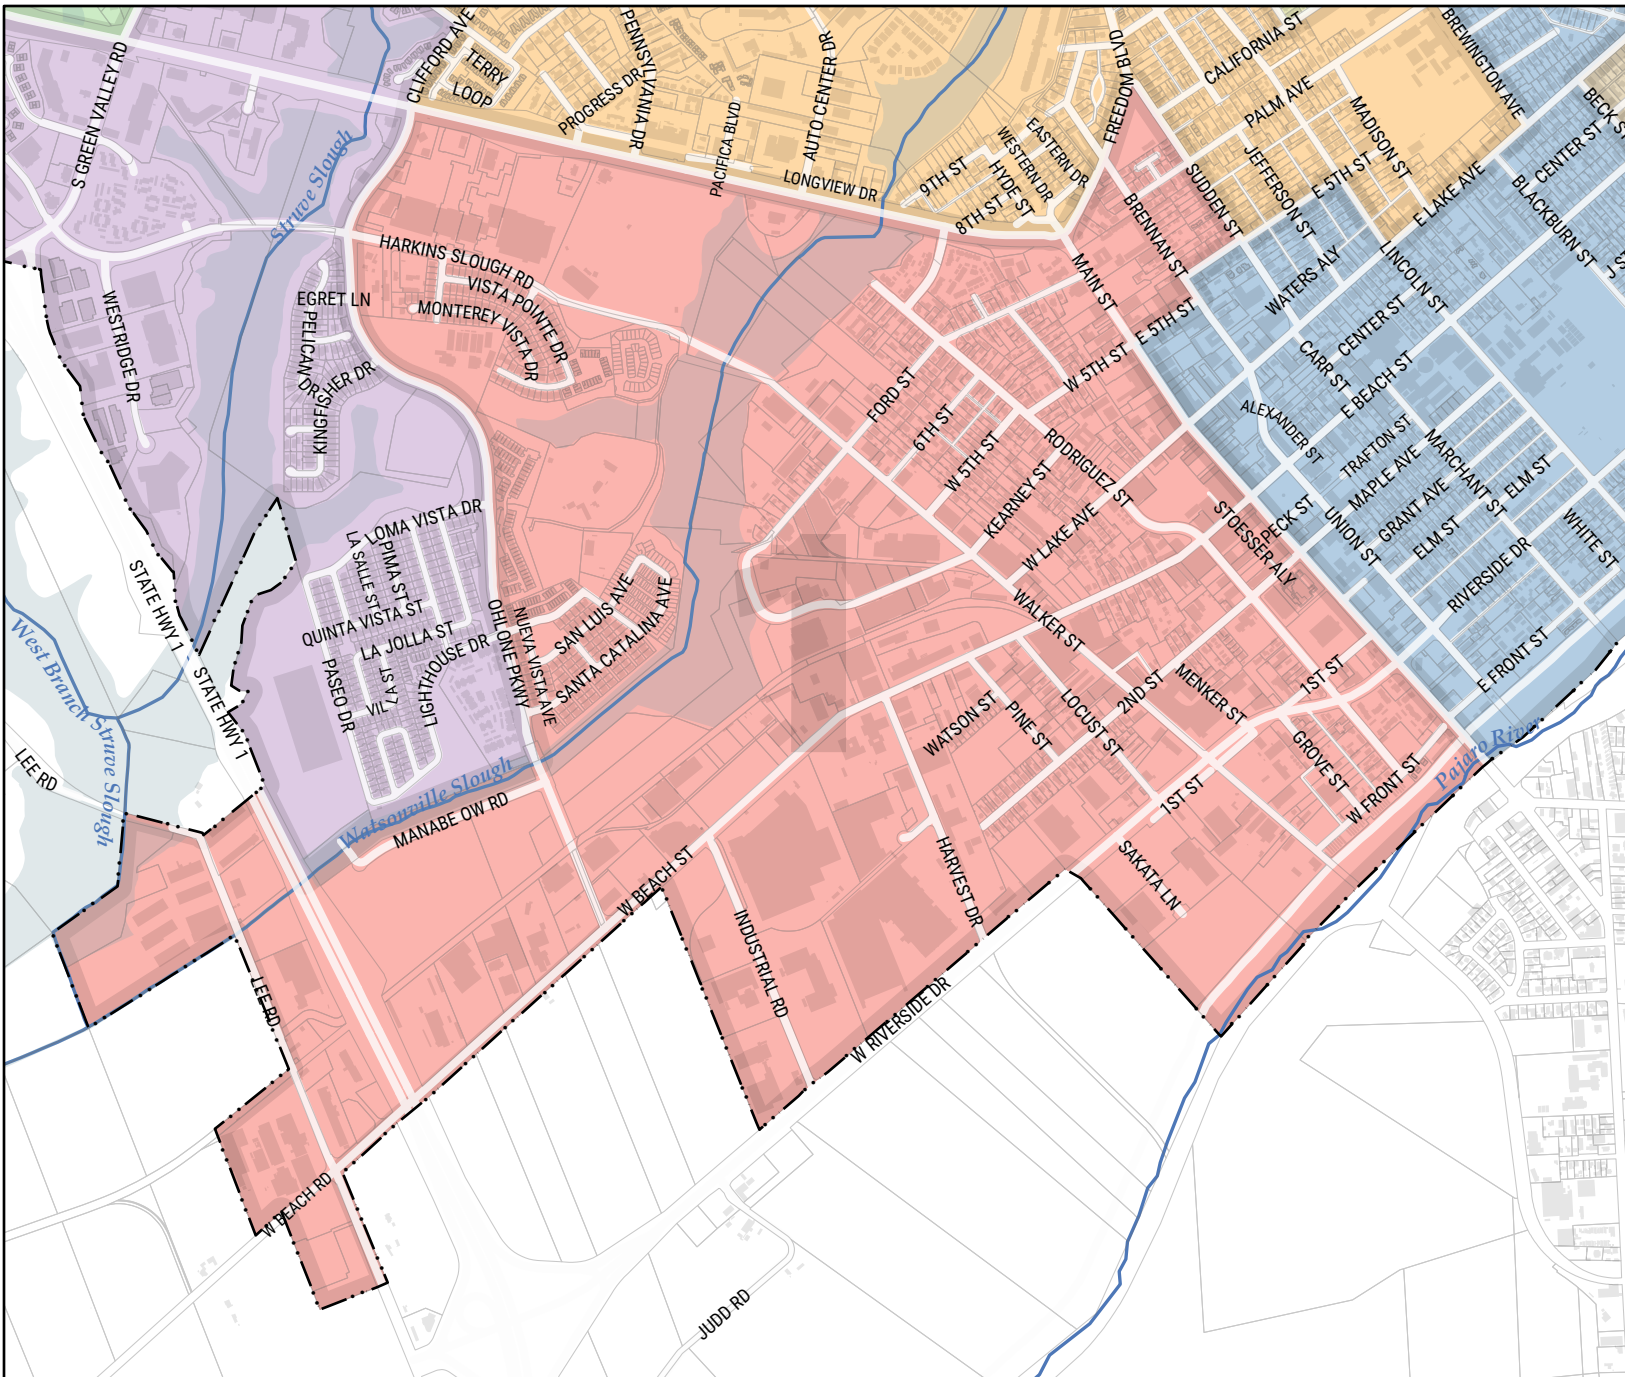 S GREEN VALLEY RD
CLIFFORD AVE
TERRY
LOOP
PROGRESS DR
PENNSYLVANIA DR
PACIFICA BLVD
AUTO CENTER DR
LONGVIEW DR
9TH ST
8TH ST
HYDE ST
WESTERN DR
EASTERN DR
FREEDOM BLVD
CALIFORNIA ST
PALM AVE
MADISON ST
BREWINGTON AVE
BECK S
CENTER ST
BLACKBURN ST
E LAKE AVE
E 5TH ST
JEFFERSON ST
SUDDEN ST
BRENNAN ST
MAIN ST
E 5TH ST
W 5TH ST
WATERS ALY
LINCOLN ST
CENTER ST
CARR ST
E BEACH ST
ALEXANDER ST
TRAFTON ST
MAPLE AVE
MARCHANT ST
GRANT AVE
ELM ST
ELM ST
WHITE ST
RIVERSIDE DR
E FRONT ST
UNION ST
PECK ST
STOESSER ALY
Struve Slough
HARKINS SLOUGH RD
VISTA POINTE DR
MONTEREY VISTA DR
EGRET LN
PELICAN
DR
KINGFISHER DR
WESTRIDGE DR
FORD ST
6TH ST
W 5TH ST
RODRIGUEZ ST
KEARNEY ST
W LAKE AVE
WALKER ST
LOMA VISTA DR
LA SALLE ST
PIMA ST
QUINTA VISTA ST
LA JOLLA ST
LIGHTHOUSE DR
PASEO DR
OHLONE PKWY
NUEVA VISTA AVE
SAN LUIS AVE
SANTA CATALINA AVE
STATE HWY 1
STATE HWY 1
West Branch Struve Slough
LEE RD
Watsonville Slough
MANABE OW RD
W BEACH ST
WATSON ST
PINE ST
LOCUST ST
2ND ST
MENKER ST
1ST ST
1ST ST
GROVE ST
W FRONT ST
Pajaro River
SAKATA LN
HARVEST DR
INDUSTRIAL RD
W RIVERSIDE DR
LEE RD
W BEACH RD
JUDD RD